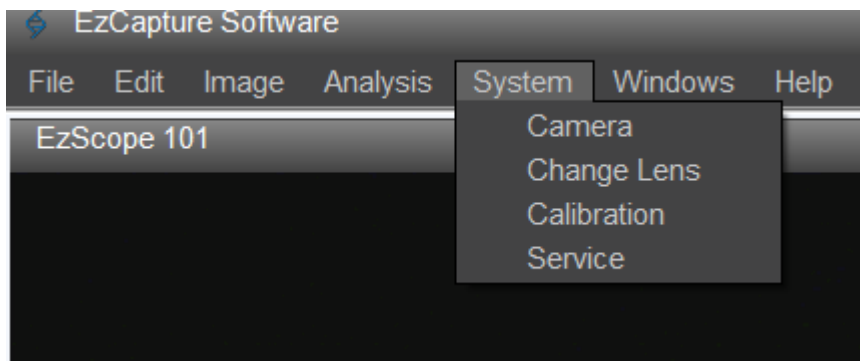 EzCapture Software
File Edit Image Analysis System Windows Help
EzScope 101
Camera
Change Lens
Calibration
Service